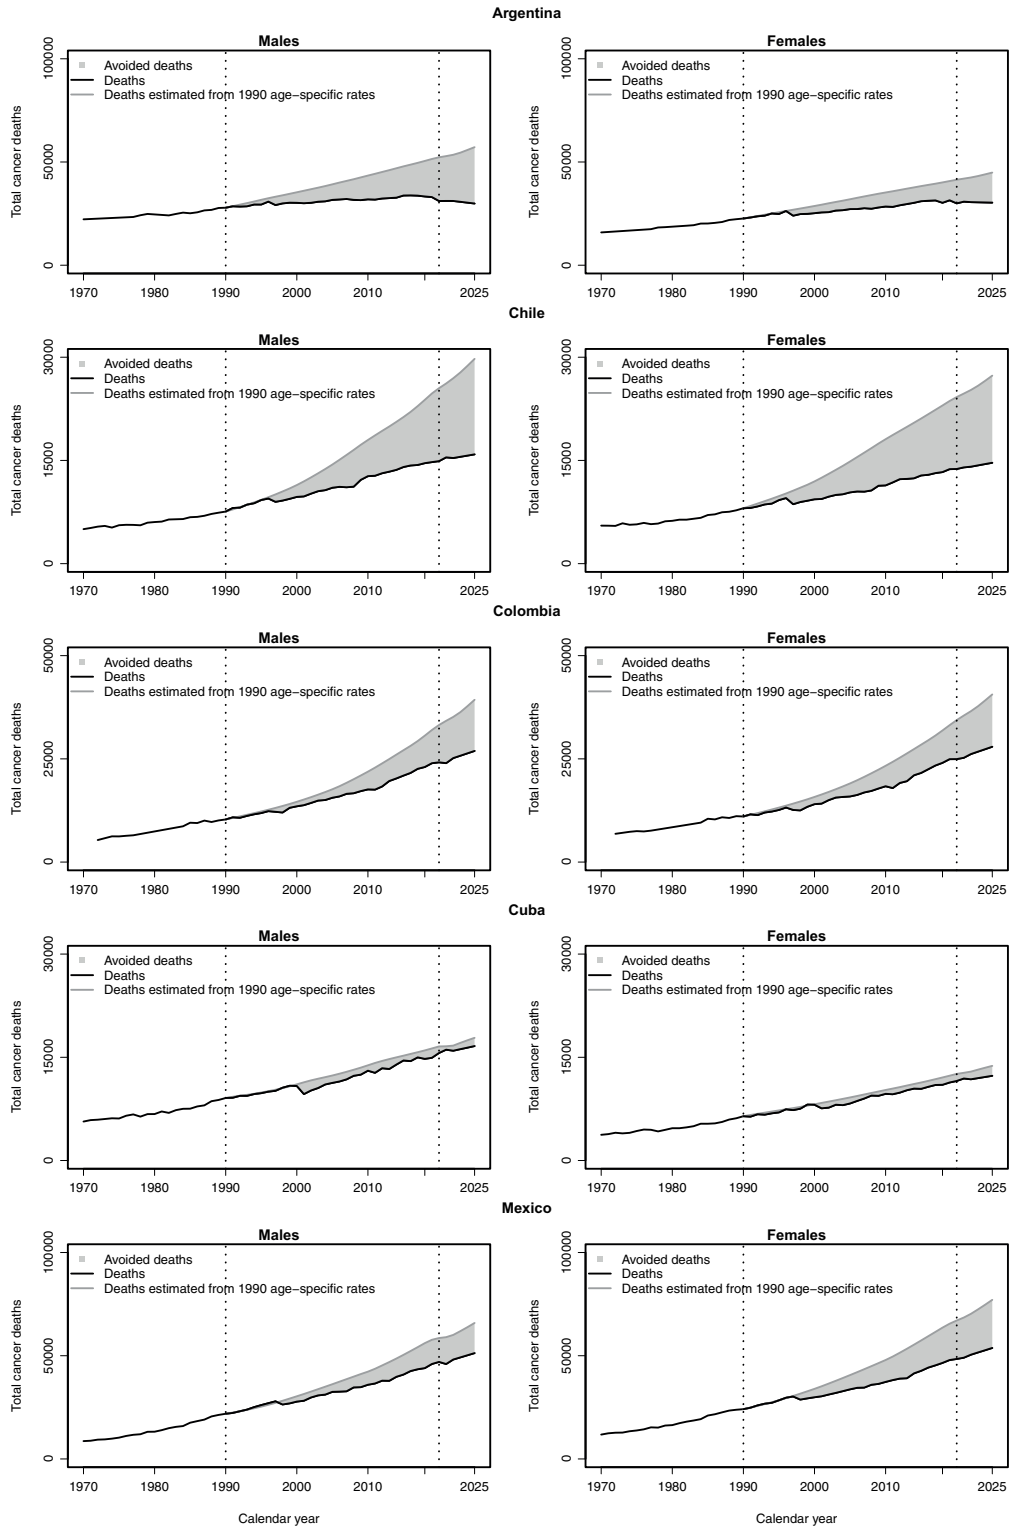 Argentina
Males
Females
Total cancer deaths
0 50000 100000
Avoided deaths
Deaths
Deaths estimated from 1990 age−specific rates
1970 1980 1990 2000 2010 2025
Total cancer deaths
0 50000 100000
Avoided deaths
Deaths
Deaths estimated from 1990 age−specific rates
1970 1980 1990 2000 2010 2025
Chile
Males
Females
Total cancer deaths
0 15000 30000
Avoided deaths
Deaths
Deaths estimated from 1990 age−specific rates
1970 1980 1990 2000 2010 2025
Total cancer deaths
0 15000 30000
Avoided deaths
Deaths
Deaths estimated from 1990 age−specific rates
1970 1980 1990 2000 2010 2025
Colombia
Males
Females
Total cancer deaths
0 25000 50000
Avoided deaths
Deaths
Deaths estimated from 1990 age−specific rates
1970 1980 1990 2000 2010 2025
Total cancer deaths
0 25000 50000
Avoided deaths
Deaths
Deaths estimated from 1990 age−specific rates
1970 1980 1990 2000 2010 2025
Cuba
Males
Females
Total cancer deaths
0 15000 30000
Avoided deaths
Deaths
Deaths estimated from 1990 age−specific rates
1970 1980 1990 2000 2010 2025
Total cancer deaths
0 15000 30000
Avoided deaths
Deaths
Deaths estimated from 1990 age−specific rates
1970 1980 1990 2000 2010 2025
Mexico
Males
Females
Total cancer deaths
0 50000 100000
Avoided deaths
Deaths
Deaths estimated from 1990 age−specific rates
1970 1980 1990 2000 2010 2025
Calendar year
Total cancer deaths
0 50000 100000
Avoided deaths
Deaths
Deaths estimated from 1990 age−specific rates
1970 1980 1990 2000 2010 2025
Calendar year